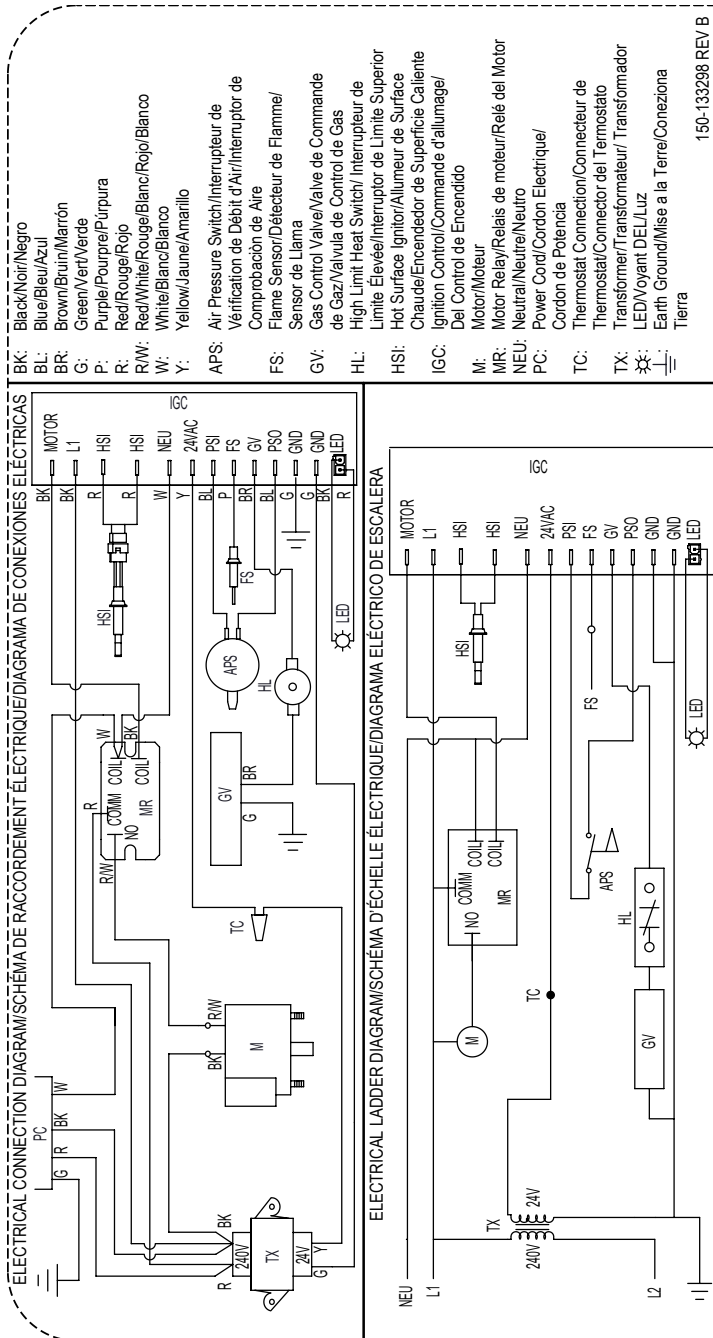 ELECTRICAL CONNECTION DIAGRAM/SCHÉMA DE RACCORDEMENT ÉLECTRIQUE/DIAGRAMA DE CONEXIONES ELÉCTRICAS
PC
G
R
BK
W
R
BK
240V
TX
24V
G
Y
BK
R/W
M
TC
R/W
R
W
COMM
COIL
NO
BK
COIL
MR
GV
G
BR
HL
APS
FS
HSI
LED
BK
MOTOR
BK
L1
R
HSI
R
HSI
W
NEU
Y
24VAC
BL
PSI
P
FS
BR
GV
BL
PSO
G
GND
G
GND
BK
LED
R
IGC
ELECTRICAL LADDER DIAGRAM/SCHÉMA D'ÉCHELLE ÉLECTRIQUE/DIAGRAMA ELÉCTRICO DE ESCALERA
NEU
L1
240V
TX
24V
L2
M
NO
COMM
COIL
COIL
MR
TC
GV
HL
APS
FS
HSI
LED
MOTOR
L1
HSI
HSI
NEU
24VAC
PSI
FS
GV
PSO
GND
GND
LED
IGC
BK: Black/Noir/Negro
BL: Blue/Bleu/Azul
BR: Brown/Bruin/Marrón
G: Green/Vert/Verde
P: Purple/Pourpre/Púrpura
R: Red/Rouge/Rojo
R/W: Red/White/Rouge/Blanc/Rojo/Blanco
W: White/Blanc/Blanco
Y: Yellow/Jaune/Amarillo
APS: Air Pressure Switch/Interrupteur de
Vérification de Débit d'Air/Interruptor de
Comprobación de Aire
FS: Flame Sensor/Détecteur de Flamme/
Sensor de Llama
GV: Gas Control Valve/Valve de Commande
de Gaz/Valvula de Control de Gas
HL: High Limit Heat Switch/ Interrupteur de
Limite Élevée/Interruptor de Limite Superior
HSI: Hot Surface Ignitor/Allumeur de Surface
Chaude/Encendedor de Superficie Caliente
IGC: Ignition Control/Commande d'allumage/
Del Control de Encendido
M: Motor/Moteur
MR: Motor Relay/Relais de moteur/Relé del Motor
NEU: Neutral/Neutre/Neutro
PC: Power Cord/Cordon Electrique/
Cordon de Potencia
TC: Thermostat Connection/Connecteur de
Thermostat/Connector del Termostato
TX: Transformer/Transformateur/ Transformador
: LED/Voyant DEL/Luz
: Earth Ground/Mise a la Terre/Coneziona
Tierra
150-133298 REV B